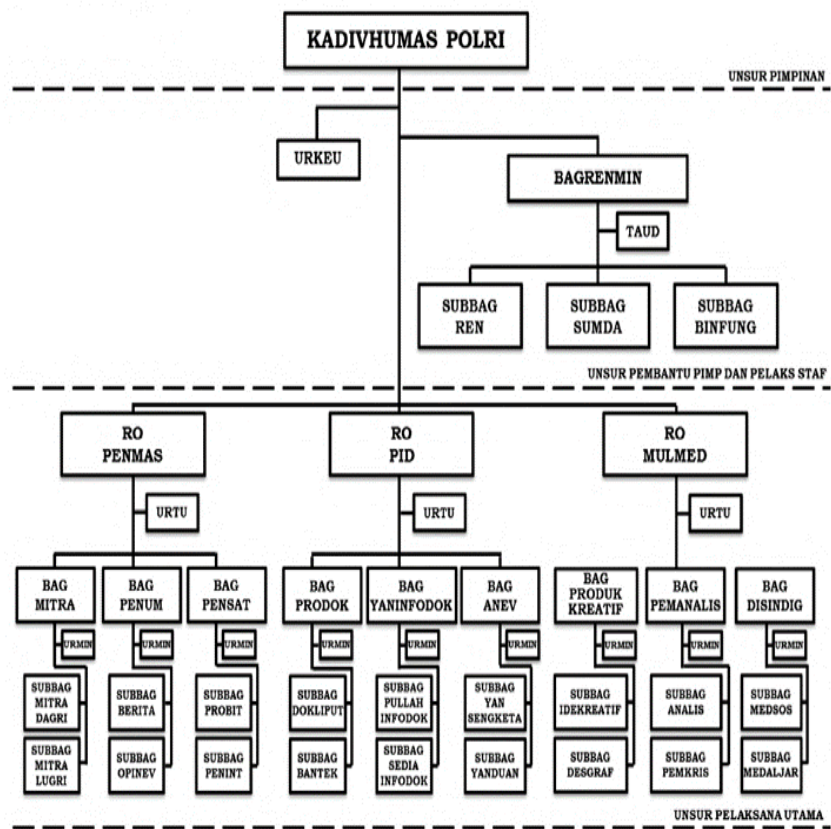 KADIVHUMAS POLRI
UNSUR PIMPINAN
URKEU
BAGRENMIN
TAUD
SUBBAG
REN
SUBBAG
SUMDA
SUBBAG
BINFUNG
UNSUR PEMBANTU PIMP DAN PELAKS STAF
RO
PENMAS
RO
PID
RO
MULMED
URTU
URTU
URTU
BAG
MITRA
BAG
PENUM
BAG
PENSAT
BAG
PRODOK
BAG
YANINFODOK
BAG
ANEV
BAG
PRODUK
KREATIF
BAG
PEMANALIS
BAG
DISINDIG
URMIN
URMIN
URMIN
URMIN
URMIN
URMIN
URMIN
URMIN
URMIN
SUBBAG
MITRA
DAGRI
SUBBAG
BERITA
SUBBAG
PROBIT
SUBBAG
DOKLIPUT
SUBBAG
PULLAH
INFODOK
SUBBAG
YAN
SENGKETA
SUBBAG
IDEKREATIF
SUBBAG
ANALIS
SUBBAG
MEDSOS
SUBBAG
MITRA
LUGRI
SUBBAG
OPINEV
SUBBAG
PENINT
SUBBAG
BANTEK
SUBBAG
SEDIA
INFODOK
SUBBAG
YANDUAN
SUBBAG
DESGRAF
SUBBAG
PEMKRIS
SUBBAG
MEDALJAR
UNSUR PELAKSANA UTAMA